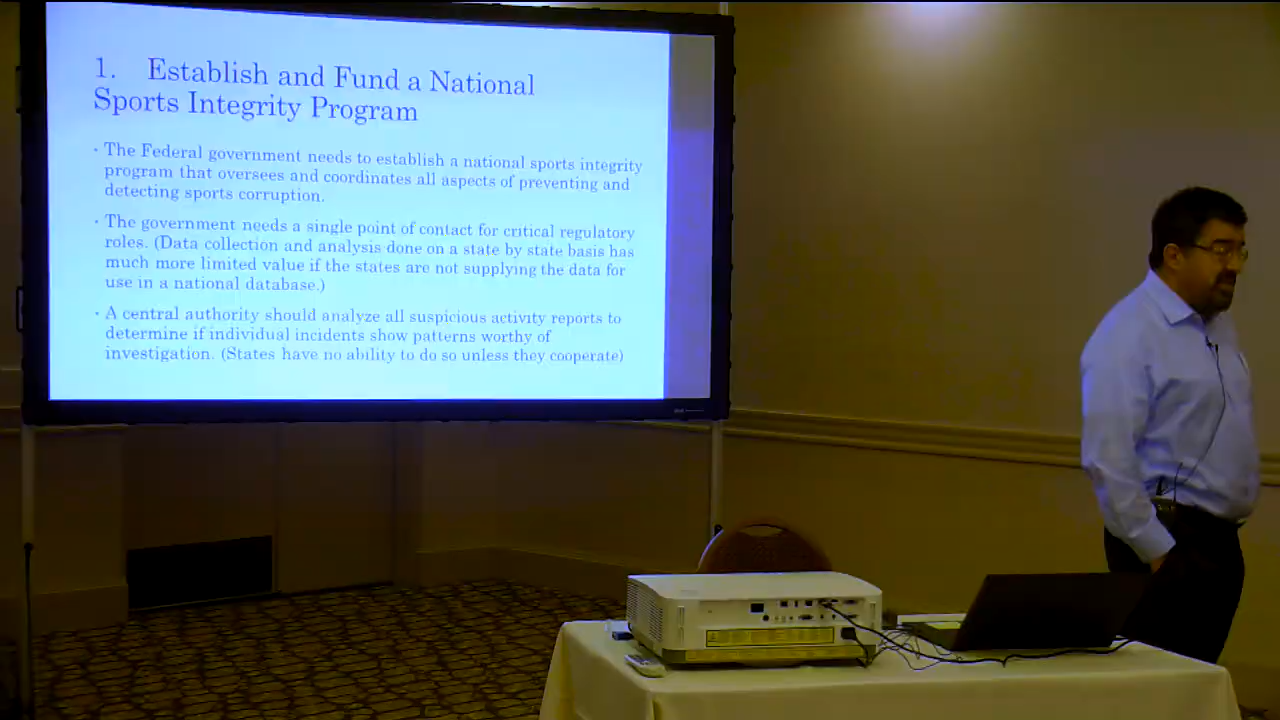 1. Establish and Fund a National
Sports Integrity Program
· The Federal government needs to establish a national sports integrity
program that oversees and coordinates all aspects of preventing and
detecting sports corruption.
· The government needs a single point of contact for critical regulatory
roles. (Data collection and analysis done on a state by state basis has
much more limited value if the states are not supplying the data for
use in a national database.)
· A central authority should analyze all suspicious activity reports to
determine if individual incidents show patterns worthy of
investigation. (States have no ability to do so unless they cooperate)